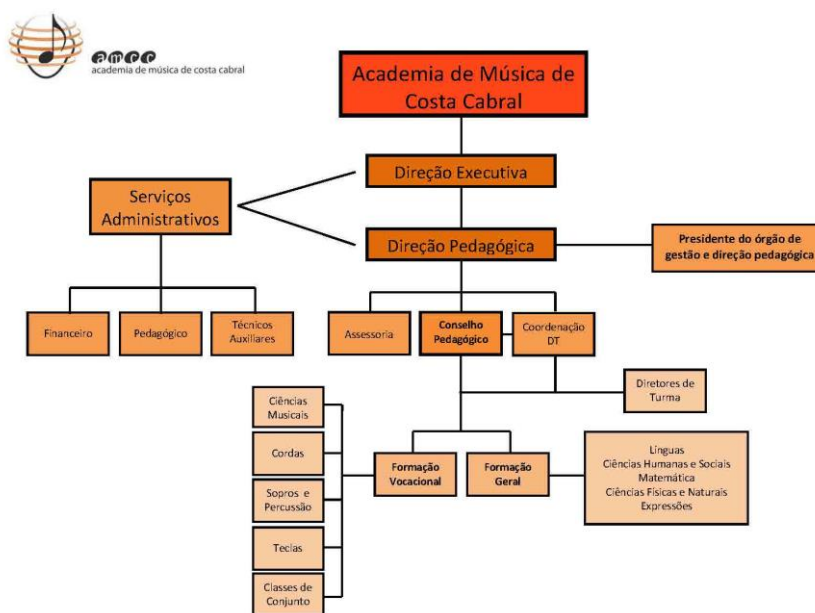 amcc
academia de música de costa cabral
Academia de Música de
Costa Cabral
Direção Executiva
Serviços
Administrativos
Direção Pedagógica
Presidente do órgão de
gestão e direção pedagógica
Financeiro
Pedagógico
Técnicos
Auxiliares
Assessoria
Conselho
Pedagógico
Coordenação
DT
Diretores de
Turma
Ciências
Musicais
Cordas
Sopros e
Percussão
Teclas
Classes de
Conjunto
Formação
Vocacional
Formação
Geral
Línguas
Ciências Humanas e Sociais
Matemática
Ciências Físicas e Naturais
Expressões